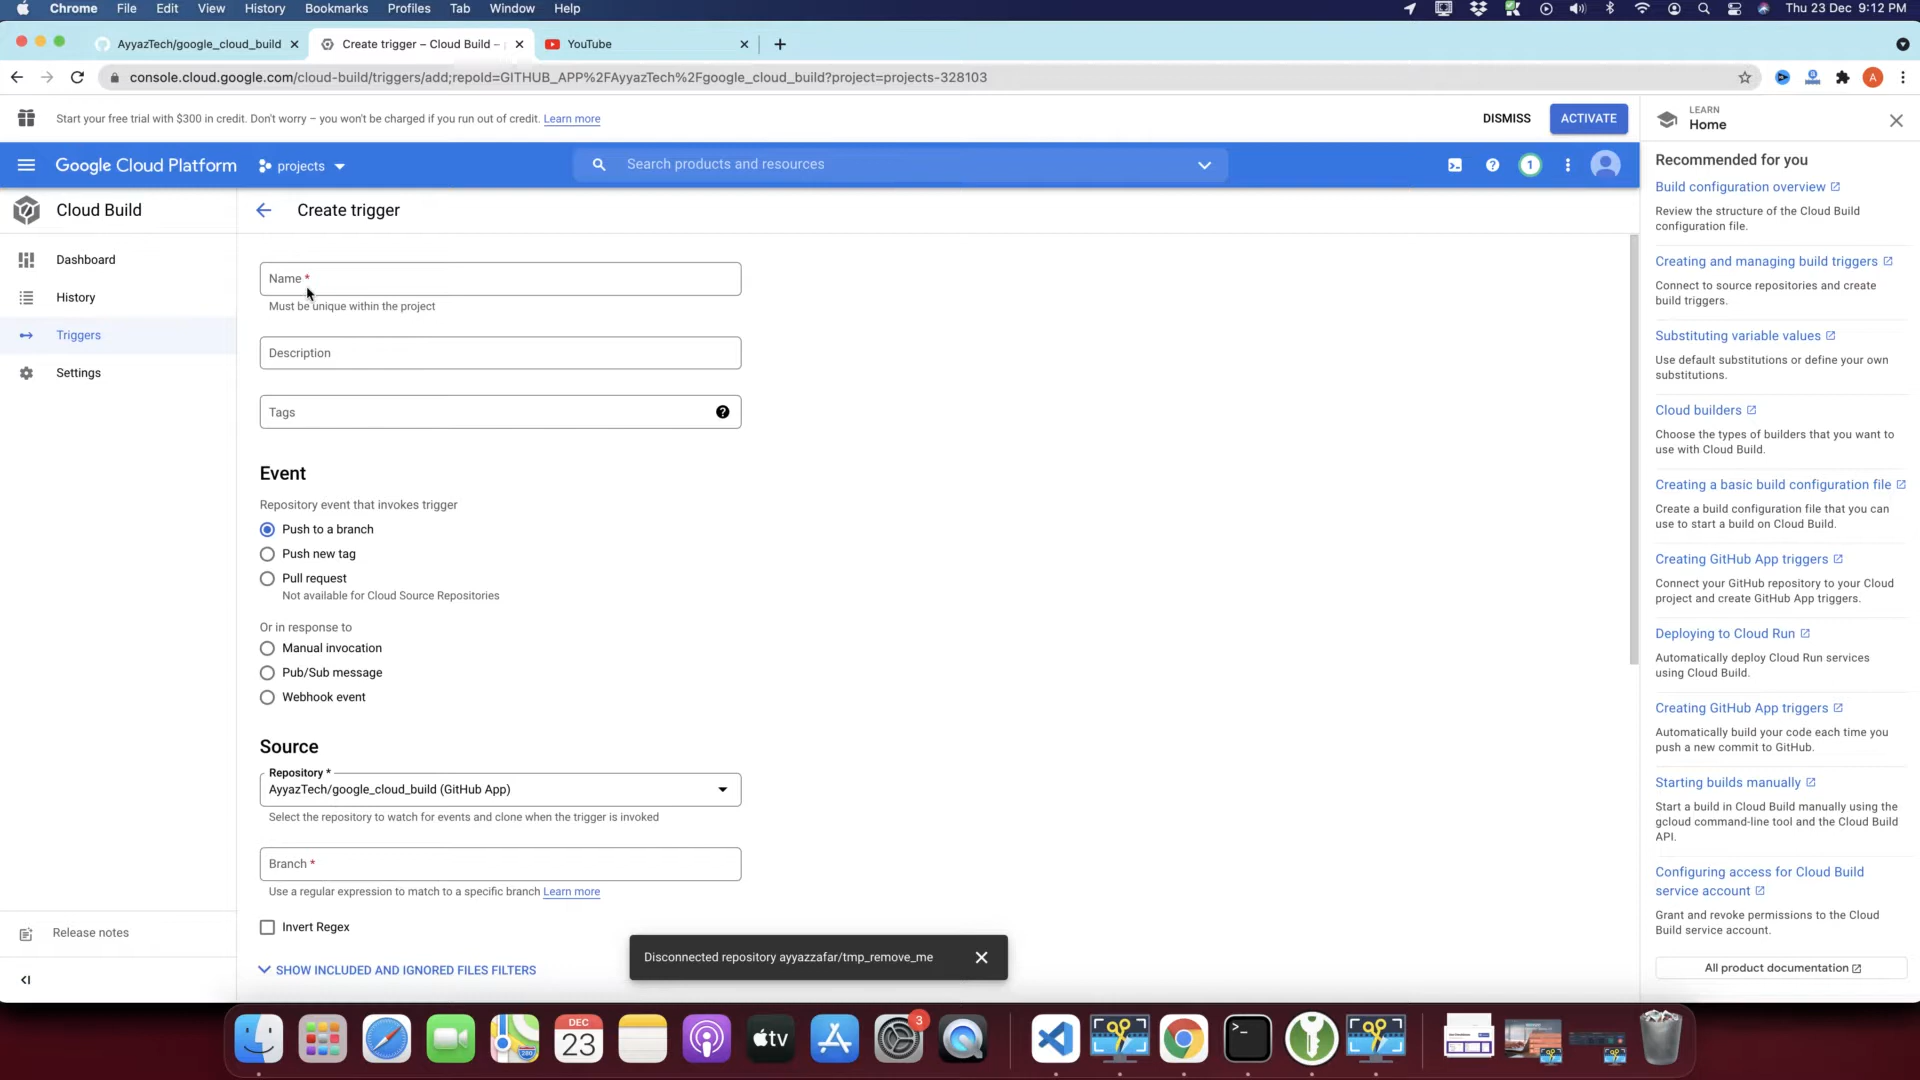 Chrome File Edit View History Bookmarks Profiles Tab Window Help Thu 23 Dec 9:12 PM
AyyazTech/google_cloud_build Create trigger – Cloud Build – YouTube
console.cloud.google.com/cloud-build/triggers/add;repoId=GITHUB_APP%2FAyyazTech%2Fgoogle_cloud_build?project=projects-328103
A
Start your free trial with $300 in credit. Don't worry – you won't be charged if you run out of credit. Learn more
DISMISS ACTIVATE
Google Cloud Platform projects Search products and resources 1
Cloud Build
Dashboard
History
Triggers
Settings
Release notes
Create trigger
Name *
Must be unique within the project
Description
Tags
Event
Repository event that invokes trigger
Push to a branch
Push new tag
Pull request
Not available for Cloud Source Repositories
Or in response to
Manual invocation
Pub/Sub message
Webhook event
Source
Repository *
AyyazTech/google_cloud_build (GitHub App)
Select the repository to watch for events and clone when the trigger is invoked
Branch *
Use a regular expression to match to a specific branch Learn more
Invert Regex
SHOW INCLUDED AND IGNORED FILES FILTERS
Disconnected repository ayyazzafar/tmp_remove_me
LEARN
Home
Recommended for you
Build configuration overview
Review the structure of the Cloud Build
configuration file.
Creating and managing build triggers
Connect to source repositories and create
build triggers.
Substituting variable values
Use default substitutions or define your own
substitutions.
Cloud builders
Choose the types of builders that you want to
use with Cloud Build.
Creating a basic build configuration file
Create a build configuration file that you can
use to start a build on Cloud Build.
Creating GitHub App triggers
Connect your GitHub repository to your Cloud
project and create GitHub App triggers.
Deploying to Cloud Run
Automatically deploy Cloud Run services
using Cloud Build.
Creating GitHub App triggers
Automatically build your code each time you
push a new commit to GitHub.
Starting builds manually
Start a build in Cloud Build manually using the
gcloud command-line tool and the Cloud Build
API.
Configuring access for Cloud Build
service account
Grant and revoke permissions to the Cloud
Build service account.
All product documentation
DEC
23
tv
3